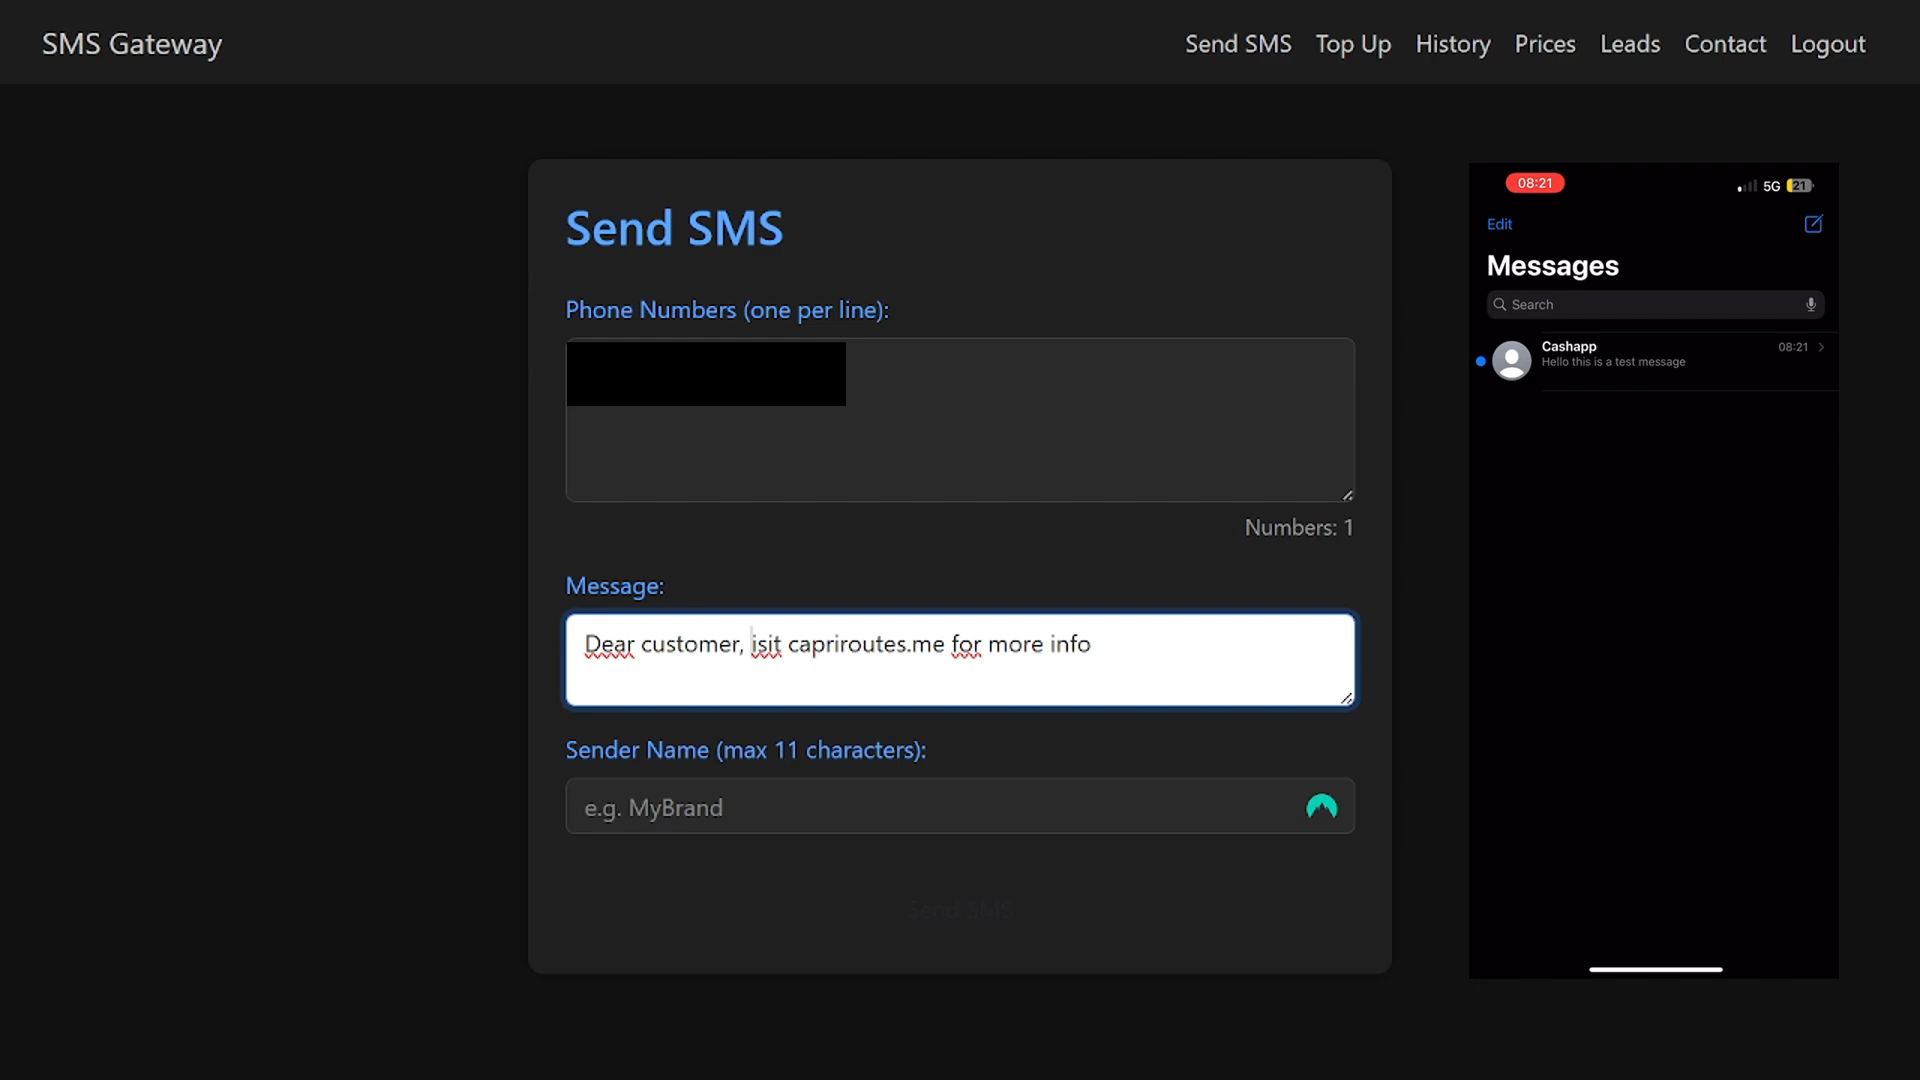 SMS Gateway
Send SMS Top Up History Prices Leads Contact Logout
Send SMS
Phone Numbers (one per line):
Numbers: 1
Message:
Dear customer, isit capriroutes.me for more info
Sender Name (max 11 characters):
e.g. MyBrand
Send SMS
08:21
5G 21
Edit
Messages
Search
Cashapp 08:21
Hello this is a test message